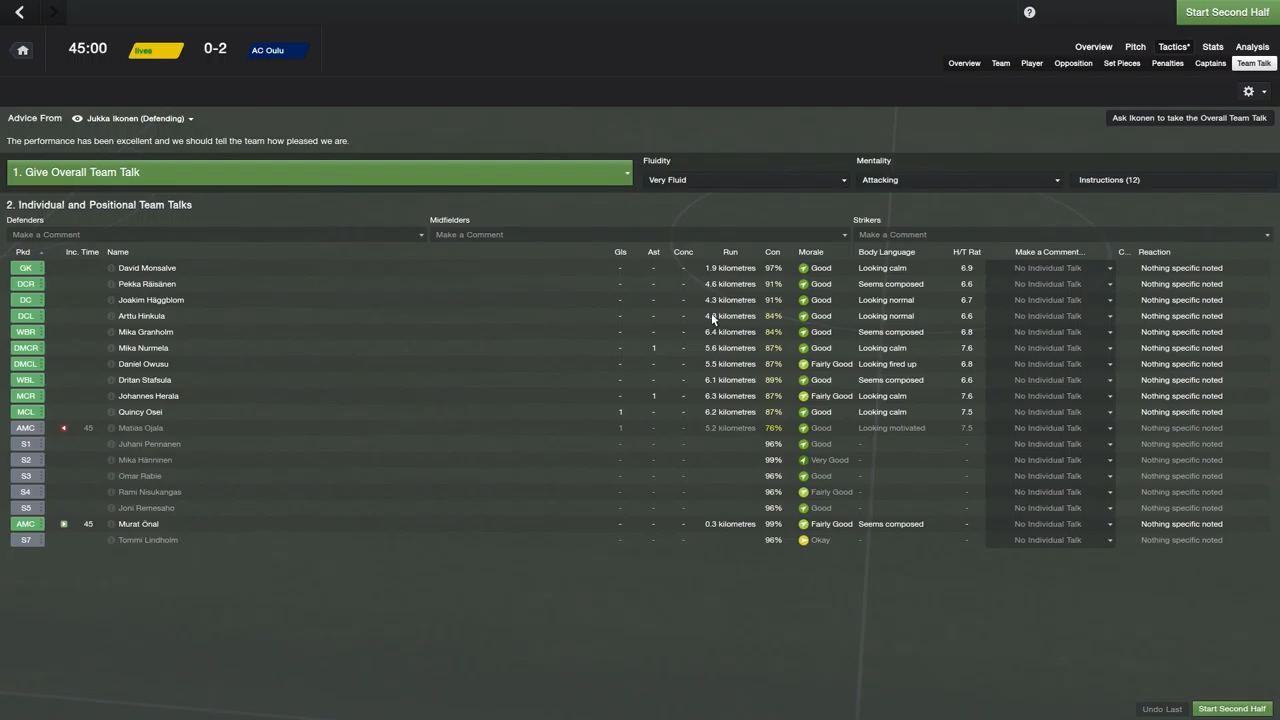 ? Start Second Half
45:00 Ilves 0-2 AC Oulu
Overview Pitch Tactics* Stats Analysis
Overview Team Player Opposition Set Pieces Penalties Captains Team Talk
Advice From Jukka Ikonen (Defending) Ask Ikonen to take the Overall Team Talk
The performance has been excellent and we should tell the team how pleased we are.
Fluidity Mentality
1. Give Overall Team Talk Very Fluid Attacking Instructions (12)
2. Individual and Positional Team Talks
Defenders Midfielders Strikers
Make a Comment Make a Comment Make a Comment
Pkd Inc. Time Name Gls Ast Conc Run Con Morale Body Language H/T Rat Make a Comment... C... Reaction
GK David Monsalve - - - 1.9 kilometres 97% Good Looking calm 6.9 No Individual Talk Nothing specific noted
DCR Pekka Räisänen - - - 4.6 kilometres 91% Good Seems composed 6.6 No Individual Talk Nothing specific noted
DC Joakim Häggblom - - - 4.3 kilometres 91% Good Looking normal 6.7 No Individual Talk Nothing specific noted
DCL Arttu Hinkula - - - kilometres 84% Good Looking normal 6.6 No Individual Talk Nothing specific noted
WBR Mika Granholm - - - 6.4 kilometres 84% Good Seems composed 6.8 No Individual Talk Nothing specific noted
DMCR Mika Nurmela - 1 - 5.6 kilometres 87% Good Looking calm 7.6 No Individual Talk Nothing specific noted
DMCL Daniel Owusu - - - 5.5 kilometres 87% Fairly Good Looking fired up 6.8 No Individual Talk Nothing specific noted
WBL Dritan Stafsula - - - 6.1 kilometres 89% Good Seems composed 6.6 No Individual Talk Nothing specific noted
MCR Johannes Herala - 1 - 6.3 kilometres 87% Fairly Good Looking calm 7.6 No Individual Talk Nothing specific noted
MCL Quincy Osei 1 - - 6.2 kilometres 87% Good Looking calm 7.5 No Individual Talk Nothing specific noted
AMC 45 Matias Ojala 1 - - 5.2 kilometres 76% Good Looking motivated 7.5 No Individual Talk Nothing specific noted
S1 Juhani Pennanen - - - 96% Good - - No Individual Talk Nothing specific noted
S2 Mika Hänninen - - - 99% Very Good - - No Individual Talk Nothing specific noted
S3 Omar Rabie - - - 96% Good - - No Individual Talk Nothing specific noted
S4 Rami Nisukangas - - - 96% Fairly Good - - No Individual Talk Nothing specific noted
S5 Joni Remesaho - - - 96% Good - - No Individual Talk Nothing specific noted
AMC 45 Murat Önal - - - 0.3 kilometres 99% Fairly Good Seems composed - No Individual Talk Nothing specific noted
S7 Tommi Lindholm - - - 96% Okay - - No Individual Talk Nothing specific noted
Undo Last Start Second Half